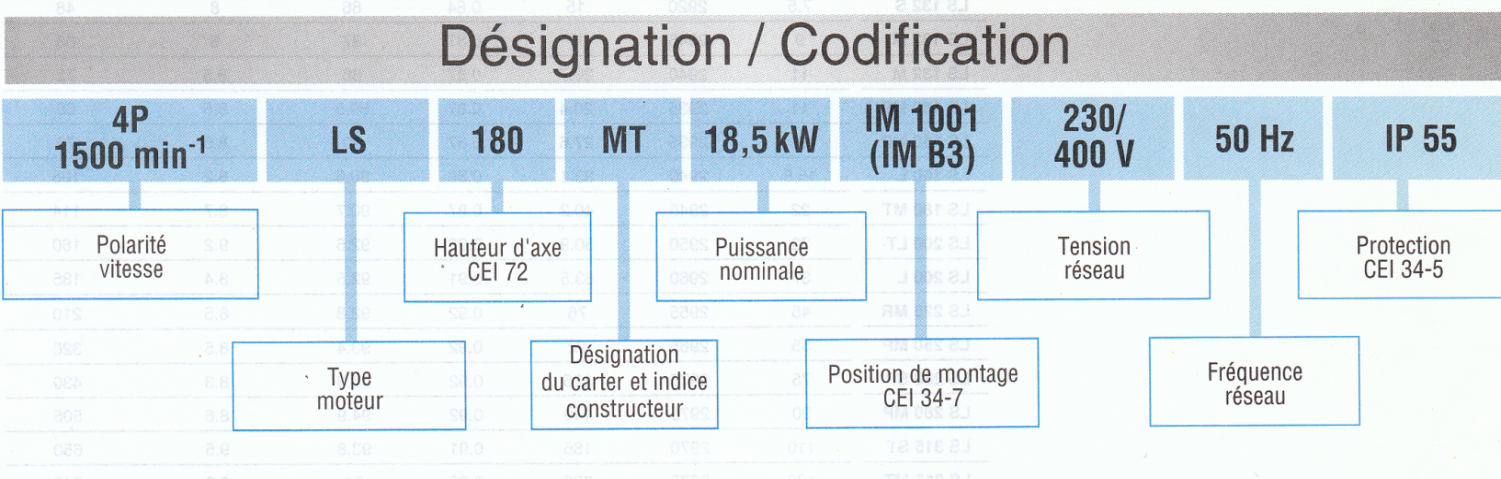 Désignation / Codification
4P
1500 min-1
LS
180
MT
18,5 kW
IM 1001
(IM B3)
230/
400 V
50 Hz
IP 55
Polarité
vitesse
Hauteur d'axe
CEI 72
Puissance
nominale
Tension
réseau
Protection
CEI 34-5
Type
moteur
Désignation
du carter et indice
constructeur
Position de montage
CEI 34-7
Fréquence
réseau